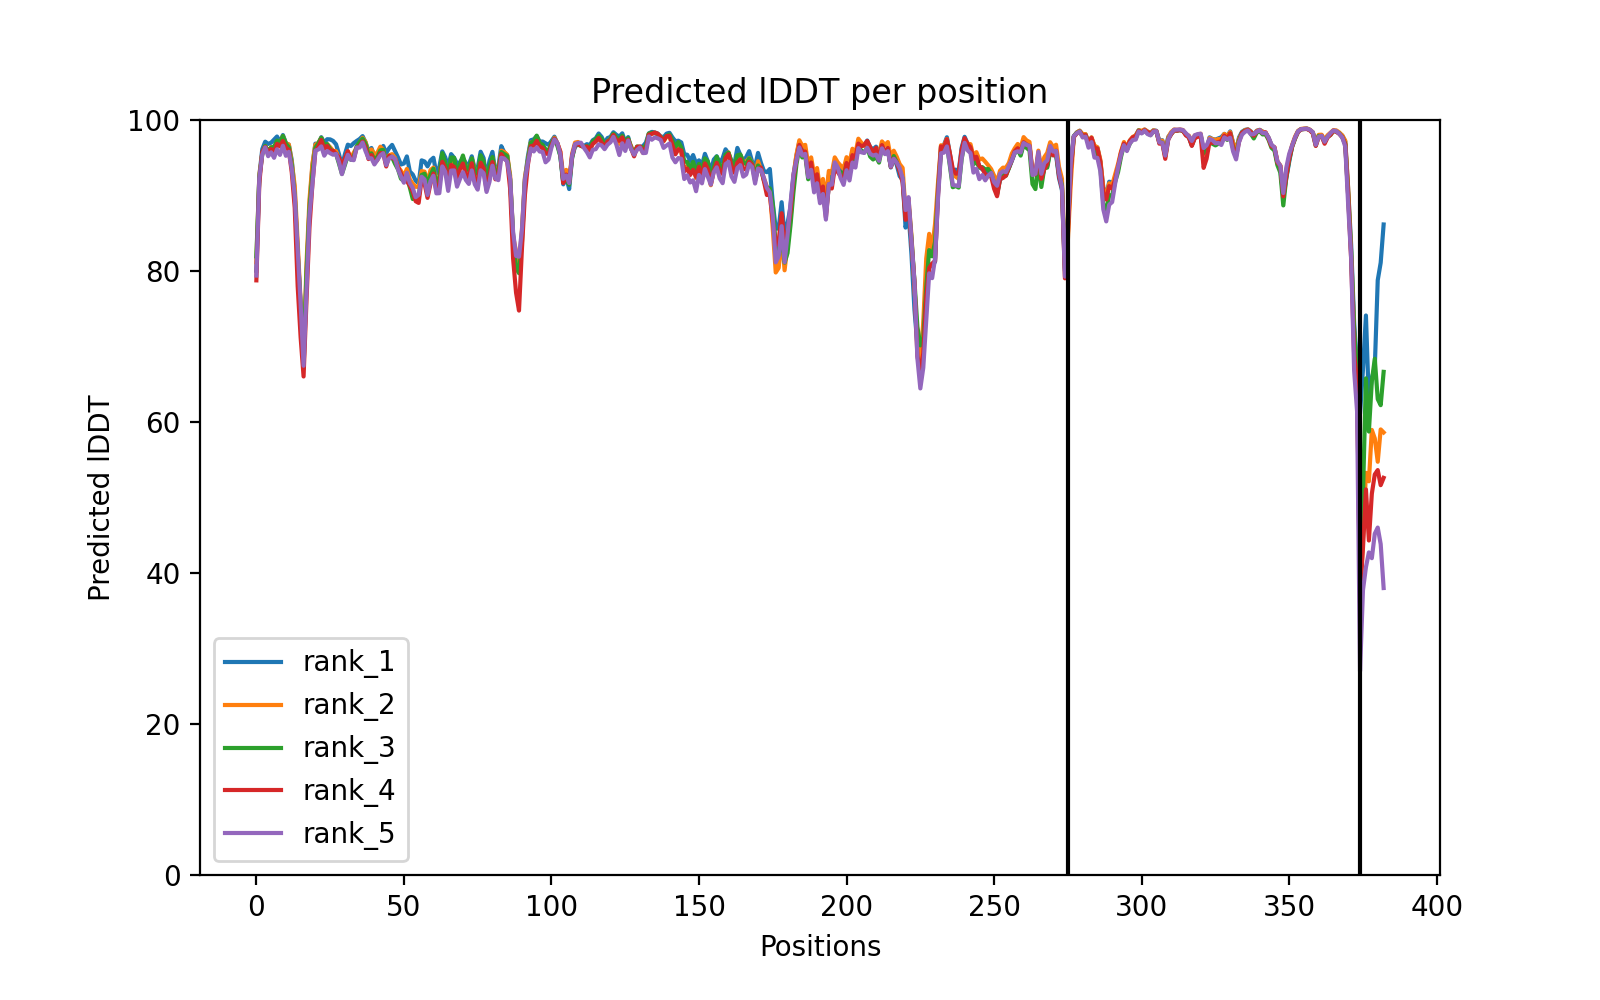 Predicted lDDT per position
100
80
60
40
20
0
Predicted lDDT
rank_1
rank_2
rank_3
rank_4
rank_5
0 50 100 150 200 250 300 350 400
Positions